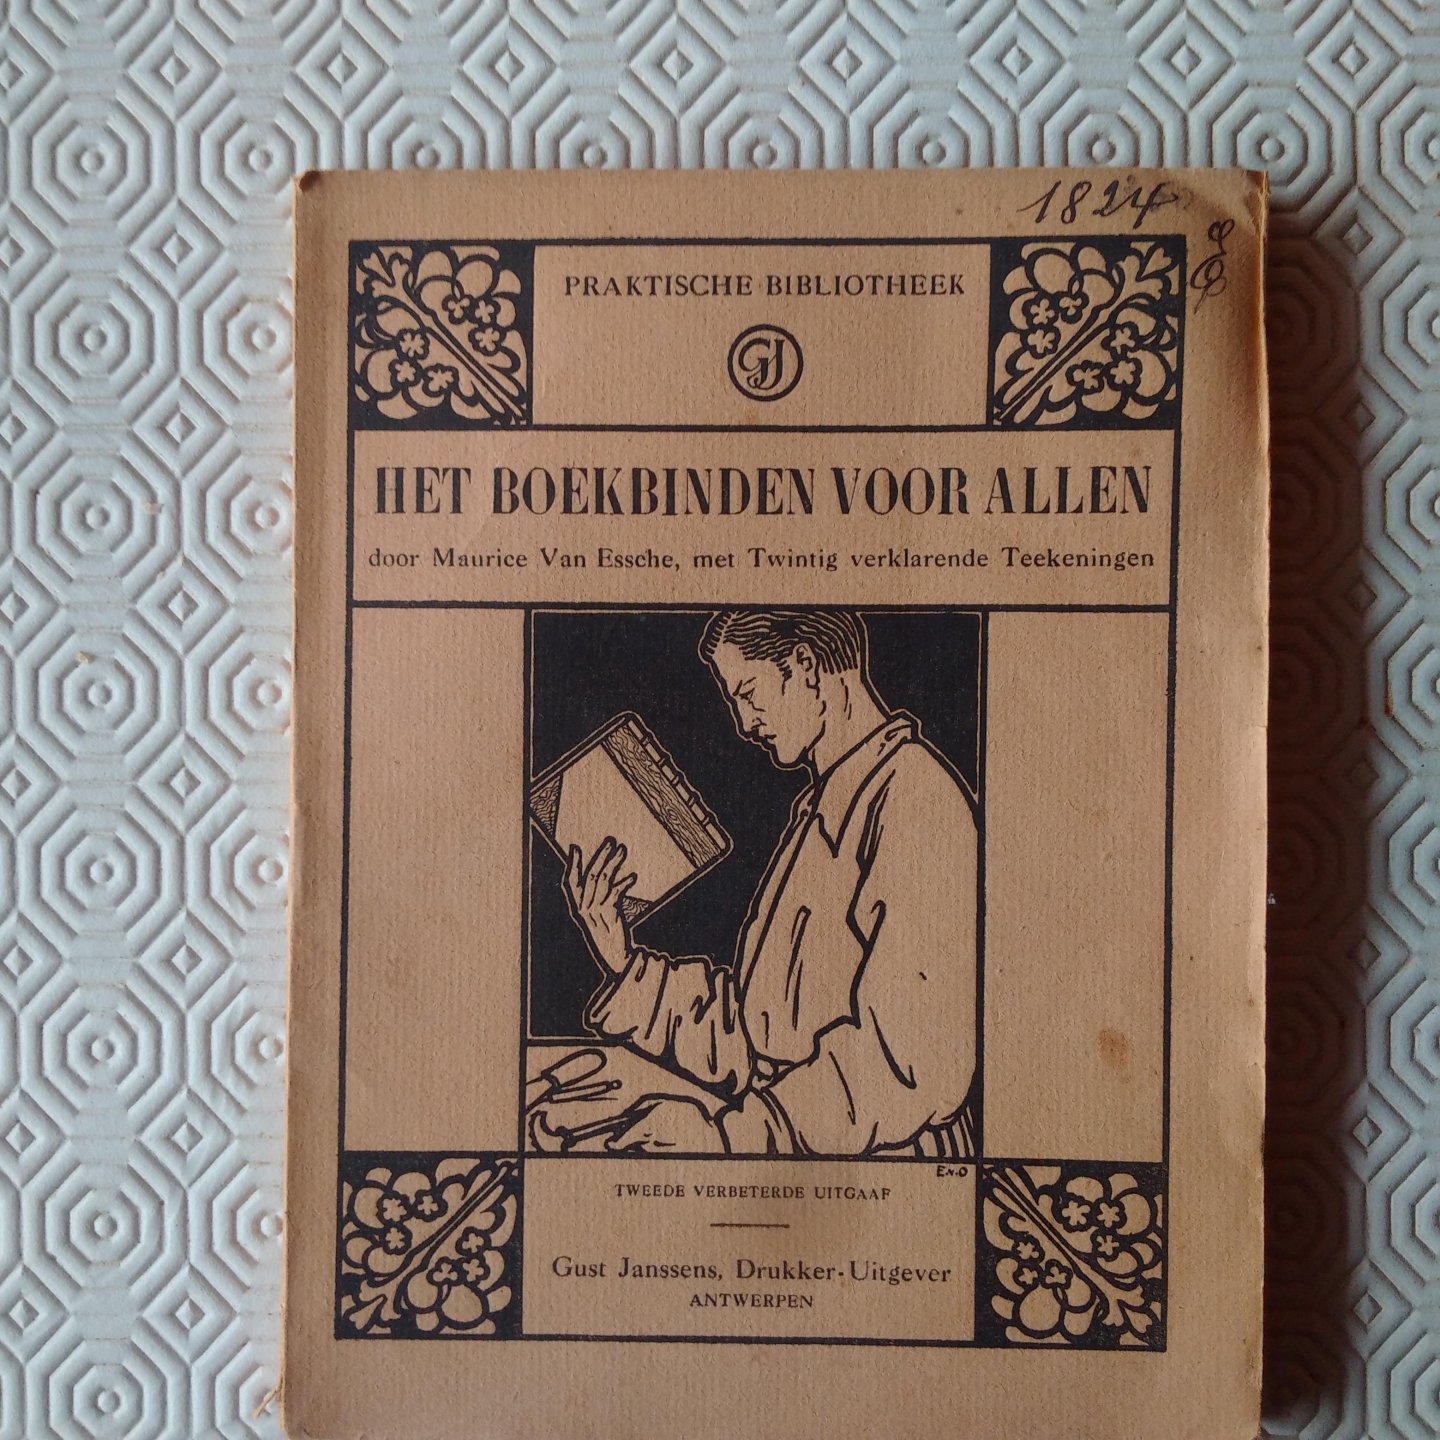 1824
PRAKTISCHE BIBLIOTHEEK
GJ
HET BOEKBINDEN VOOR ALLEN
door Maurice Van Essche, met Twintig verklarende Teekeningen
TWEEDE VERBETERDE UITGAAF
Gust Janssens, Drukker-Uitgever
ANTWERPEN